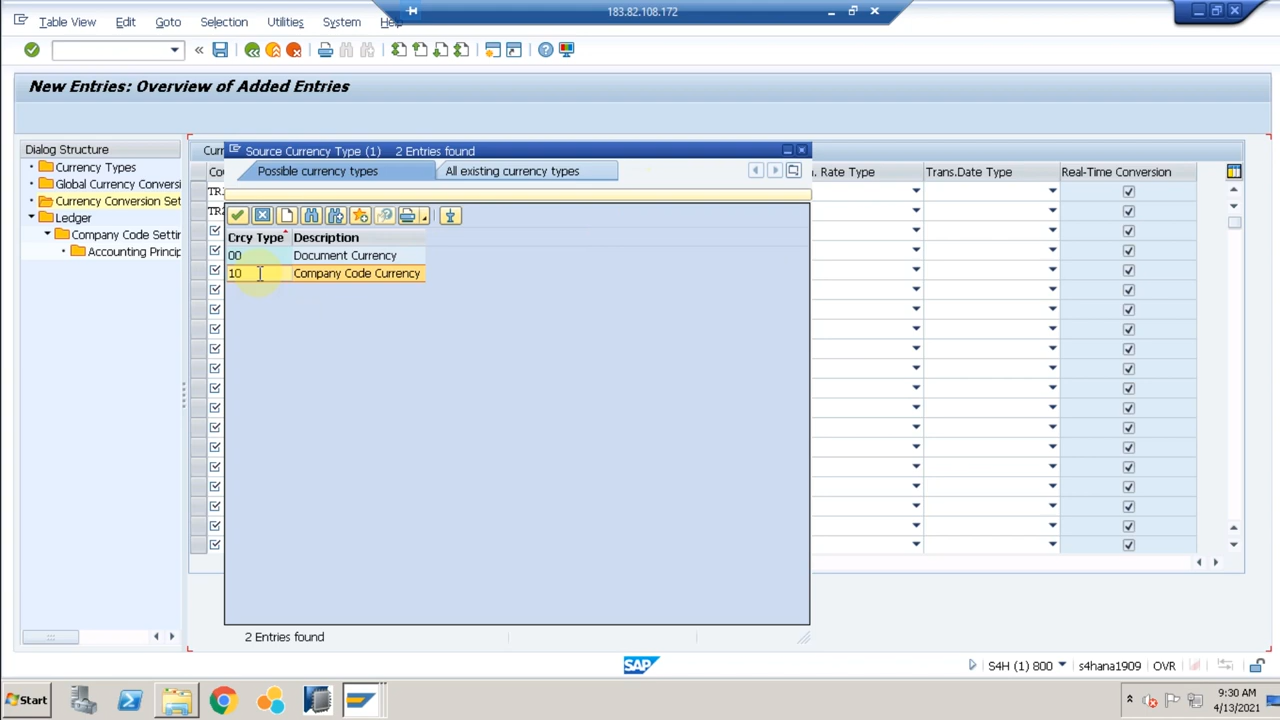 183.82.108.172
Table View Edit Goto Selection Utilities System Help
New Entries: Overview of Added Entries
Dialog Structure
Currency Types
Global Currency Conversi
Currency Conversion Set
Ledger
Company Code Settir
Accounting Princip
Source Currency Type (1) 2 Entries found
Possible currency types All existing currency types
Crcy Type Description
00 Document Currency
10 Company Code Currency
2 Entries found
Rate Type Trans.Date Type Real-Time Conversion
SAP
S4H (1) 800 s4hana1909 OVR
Start
9:30 AM
4/13/2021